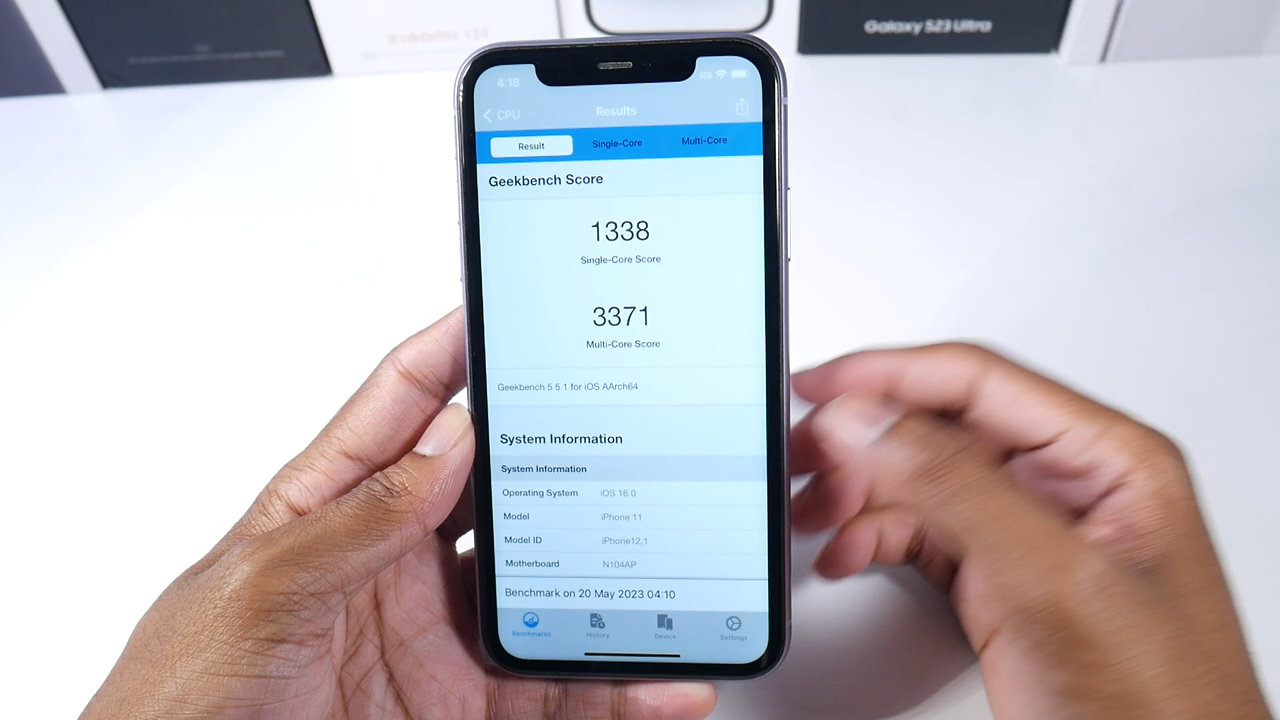 XIAOMI 12T
Galaxy S23 Ultra
4:18
SOS
CPU
Results
Result
Single-Core
Multi-Core
Geekbench Score
1338
Single-Core Score
3371
Multi-Core Score
Geekbench 5.5.1 for iOS AArch64
System Information
System Information
Operating System iOS 16.0
Model iPhone 11
Model ID iPhone12,1
Motherboard N104AP
Benchmark on 20 May 2023 04:10
Benchmarks
History
Device
Settings